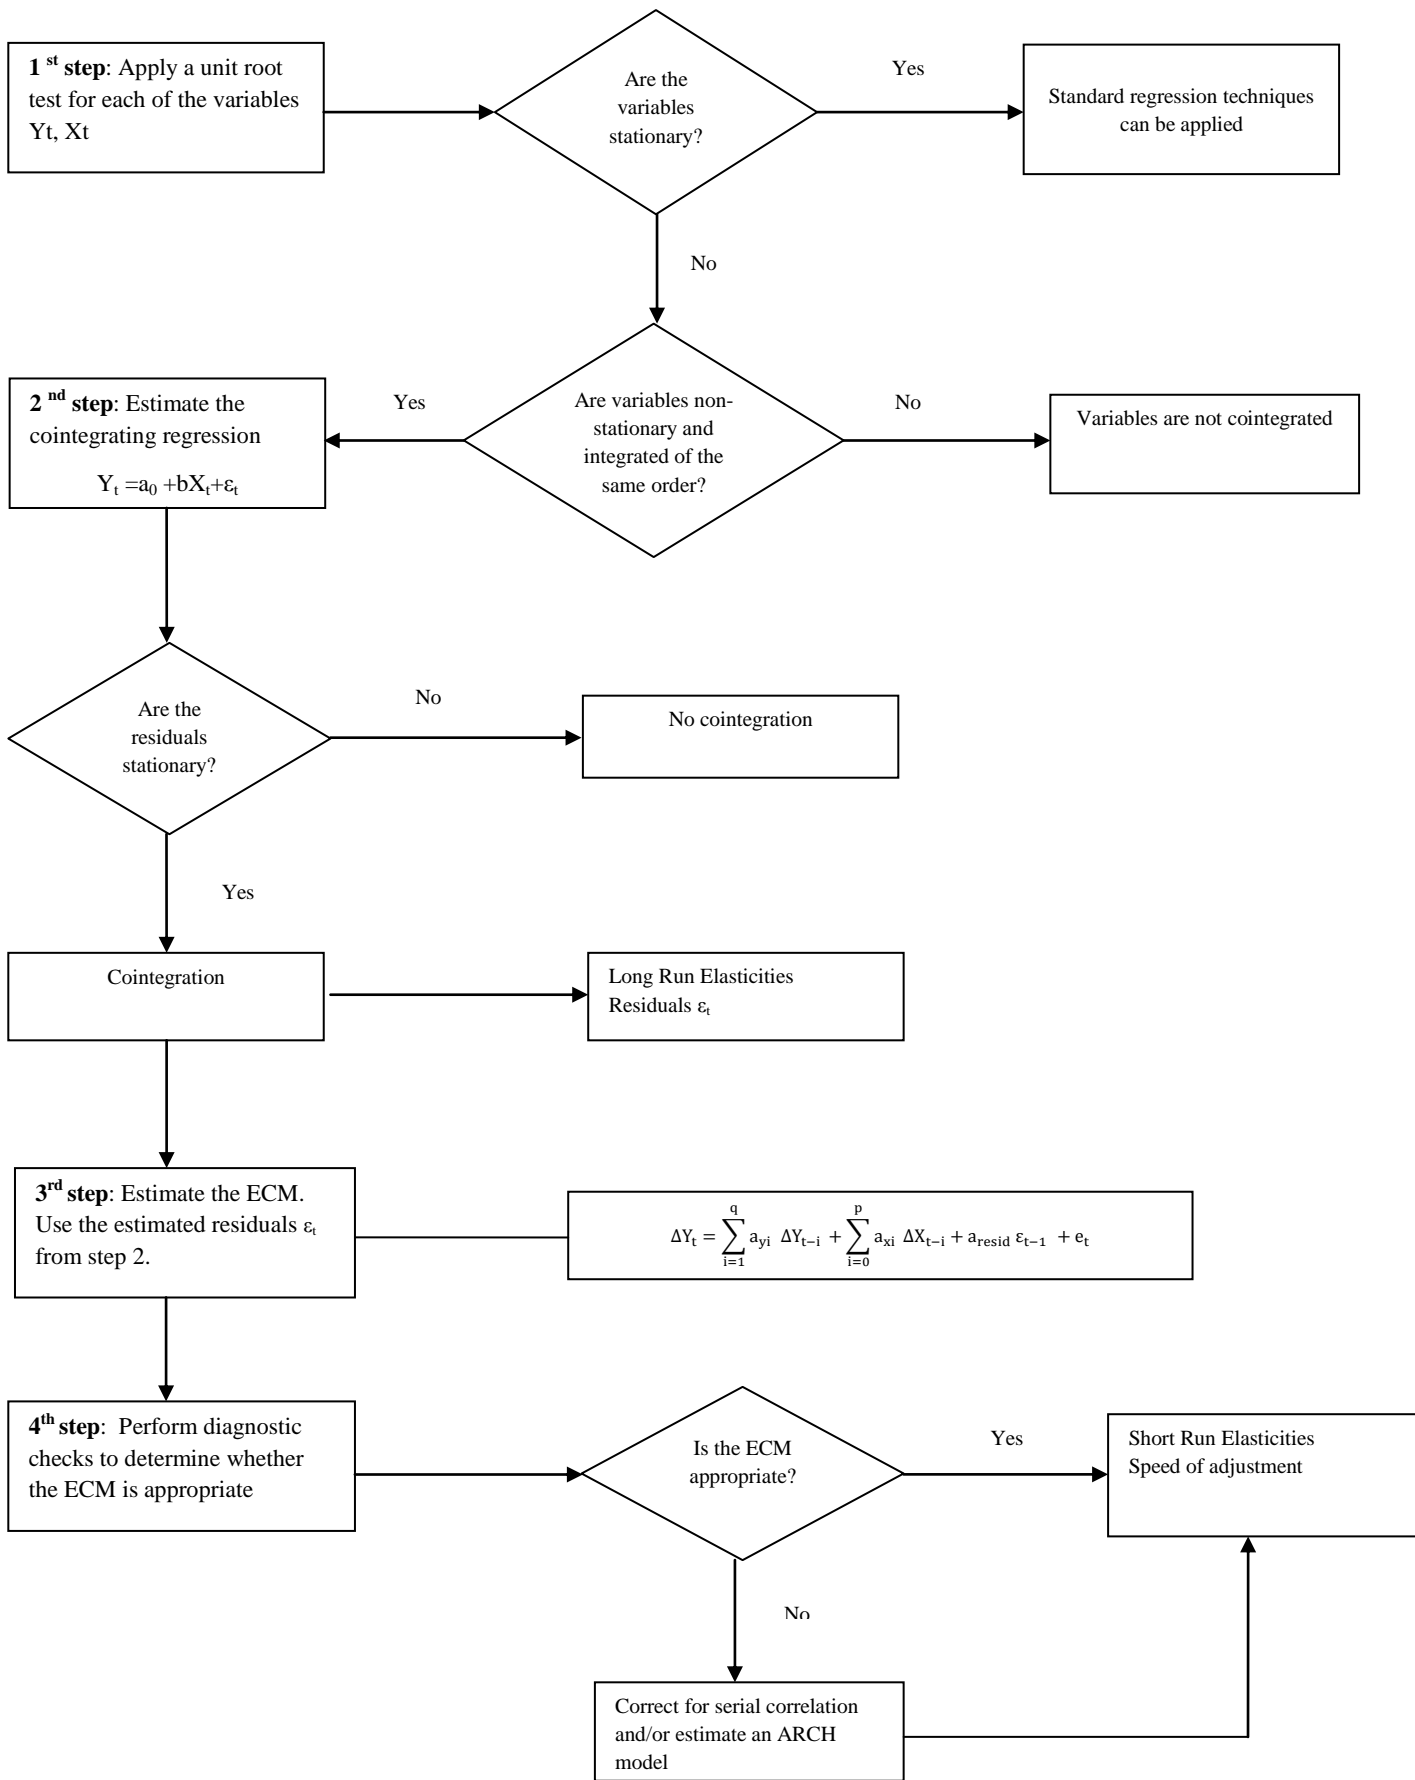 1 st step: Apply a unit root
test for each of the variables
Yt, Xt
Are the
variables
stationary?
Yes
Standard regression techniques
can be applied
No
2 nd step: Estimate the
cointegrating regression
Yₜ =a₀ +bXₜ+εₜ
Yes
Are variables non-
stationary and
integrated of the
same order?
No
Variables are not cointegrated
Are the
residuals
stationary?
No
No cointegration
Yes
Cointegration
Long Run Elasticities
Residuals εₜ
3rd step: Estimate the ECM.
Use the estimated residuals εₜ
from step 2.
ΔY_t = ∑_{i=1}^{q} a_{yi} ΔY_{t−i} + ∑_{i=0}^{p} a_{xi} ΔX_{t−i} + a_{resid} ε_{t−1} + e_t
4th step: Perform diagnostic
checks to determine whether
the ECM is appropriate
Is the ECM
appropriate?
Yes
Short Run Elasticities
Speed of adjustment
No
Correct for serial correlation
and/or estimate an ARCH
model